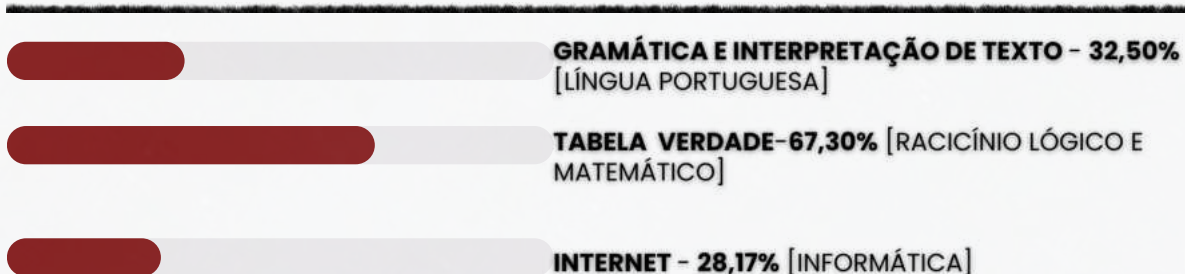 GRAMÁTICA E INTERPRETAÇÃO DE TEXTO - 32,50%
[LÍNGUA PORTUGUESA]
TABELA VERDADE-67,30% [RACICÍNIO LÓGICO E
MATEMÁTICO]
INTERNET - 28,17% [INFORMÁTICA]